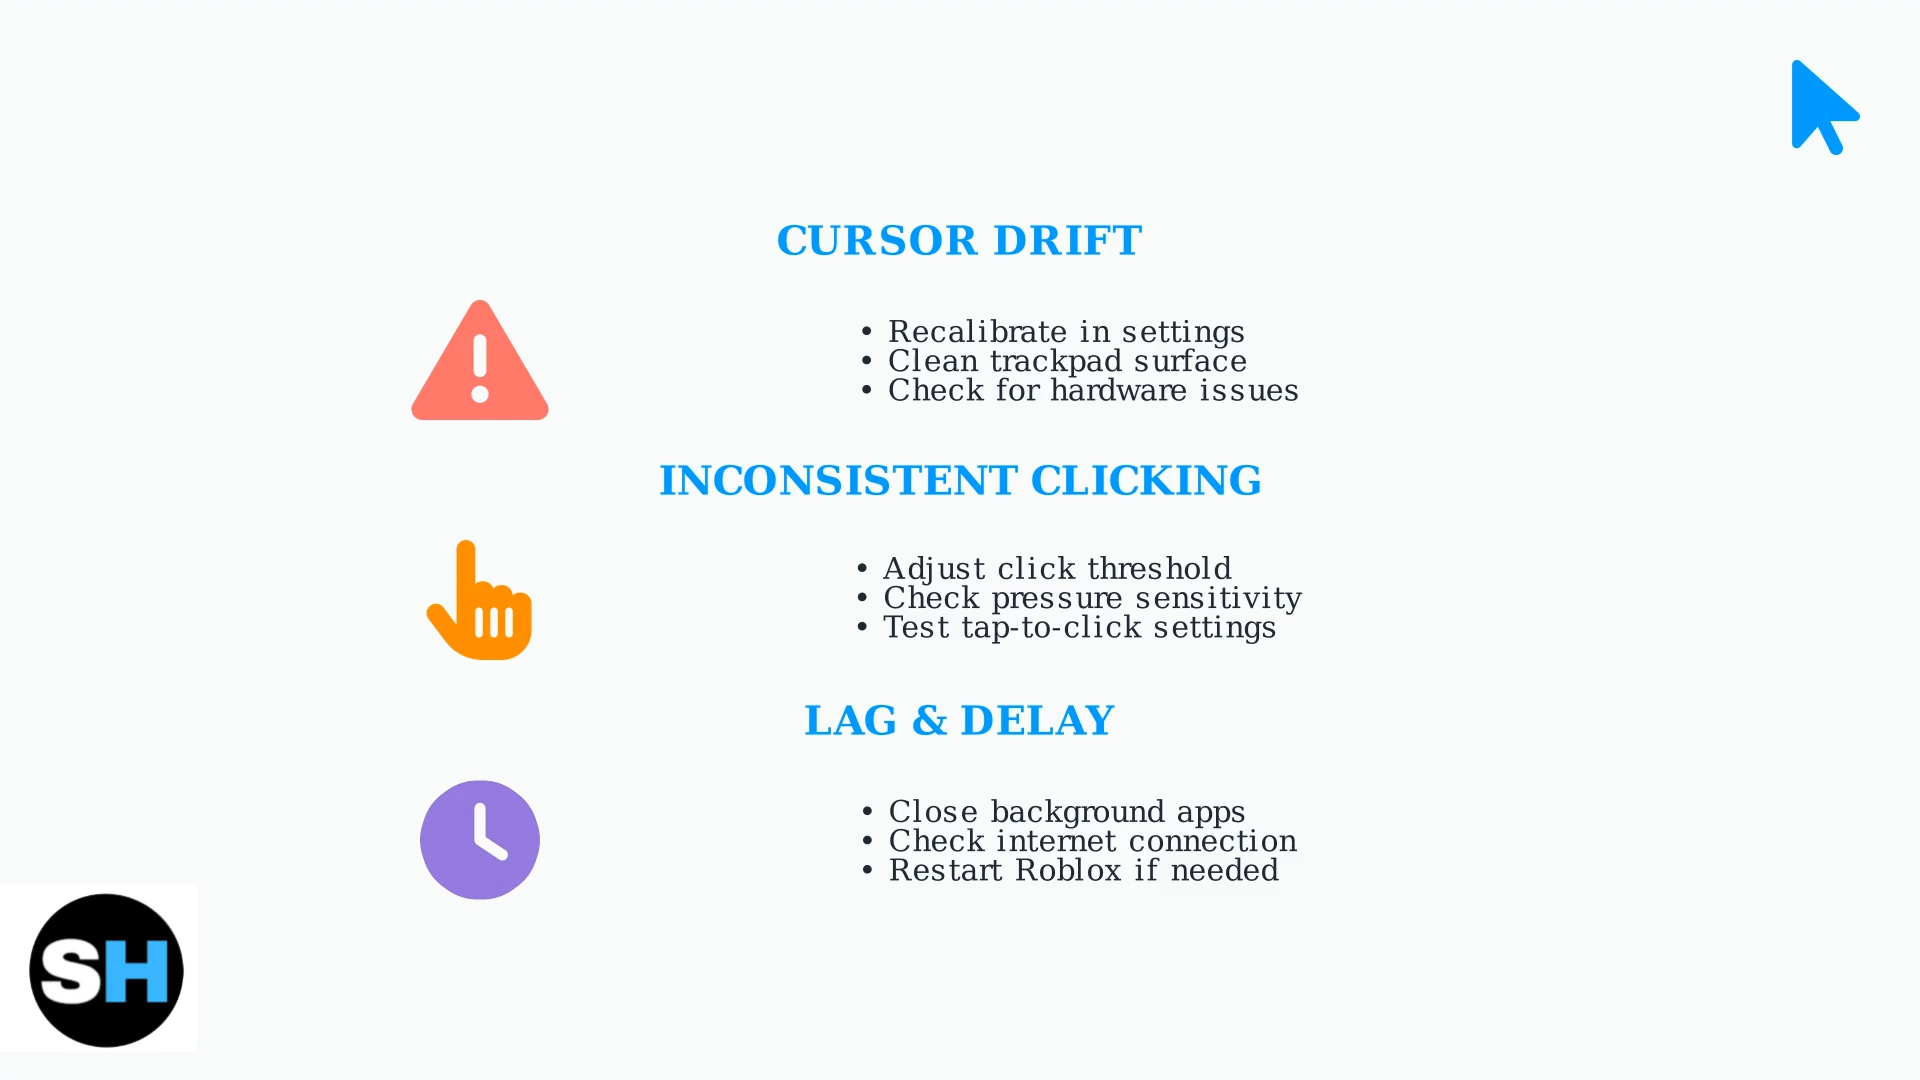 CURSOR DRIFT
• Recalibrate in settings
• Clean trackpad surface
• Check for hardware issues
INCONSISTENT CLICKING
• Adjust click threshold
• Check pressure sensitivity
• Test tap-to-click settings
LAG & DELAY
• Close background apps
• Check internet connection
• Restart Roblox if needed
SH